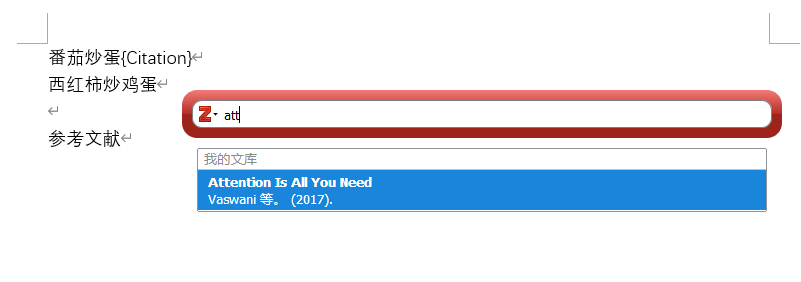 番茄炒蛋{Citation}↵
西红柿炒鸡蛋↵
↵
Z att
参考文献↵
我的文库
Attention Is All You Need
Vaswani 等。 (2017).